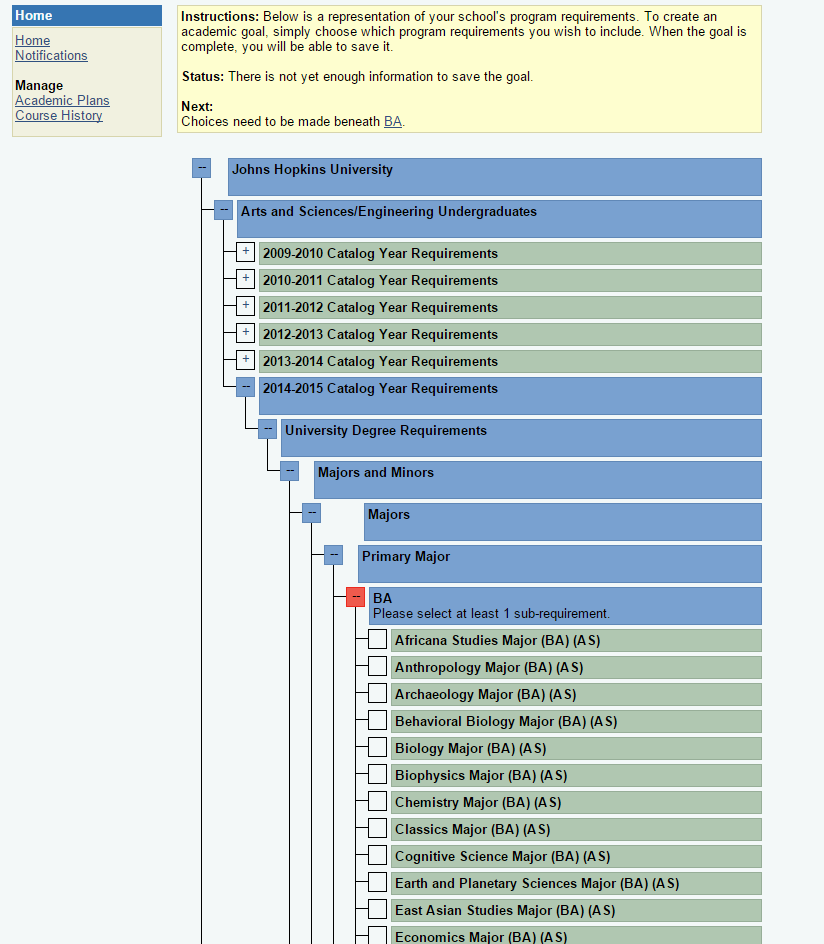 Home
Home
Notifications
Manage
Academic Plans
Course History
Instructions: Below is a representation of your school's program requirements. To create an
academic goal, simply choose which program requirements you wish to include. When the goal is
complete, you will be able to save it.
Status: There is not yet enough information to save the goal.
Next:
Choices need to be made beneath BA.
-- Johns Hopkins University
-- Arts and Sciences/Engineering Undergraduates
+ 2009-2010 Catalog Year Requirements
+ 2010-2011 Catalog Year Requirements
+ 2011-2012 Catalog Year Requirements
+ 2012-2013 Catalog Year Requirements
+ 2013-2014 Catalog Year Requirements
-- 2014-2015 Catalog Year Requirements
-- University Degree Requirements
-- Majors and Minors
-- Majors
-- Primary Major
-- BA
Please select at least 1 sub-requirement.
Africana Studies Major (BA) (AS)
Anthropology Major (BA) (AS)
Archaeology Major (BA) (AS)
Behavioral Biology Major (BA) (AS)
Biology Major (BA) (AS)
Biophysics Major (BA) (AS)
Chemistry Major (BA) (AS)
Classics Major (BA) (AS)
Cognitive Science Major (BA) (AS)
Earth and Planetary Sciences Major (BA) (AS)
East Asian Studies Major (BA) (AS)
Economics Major (BA) (AS)